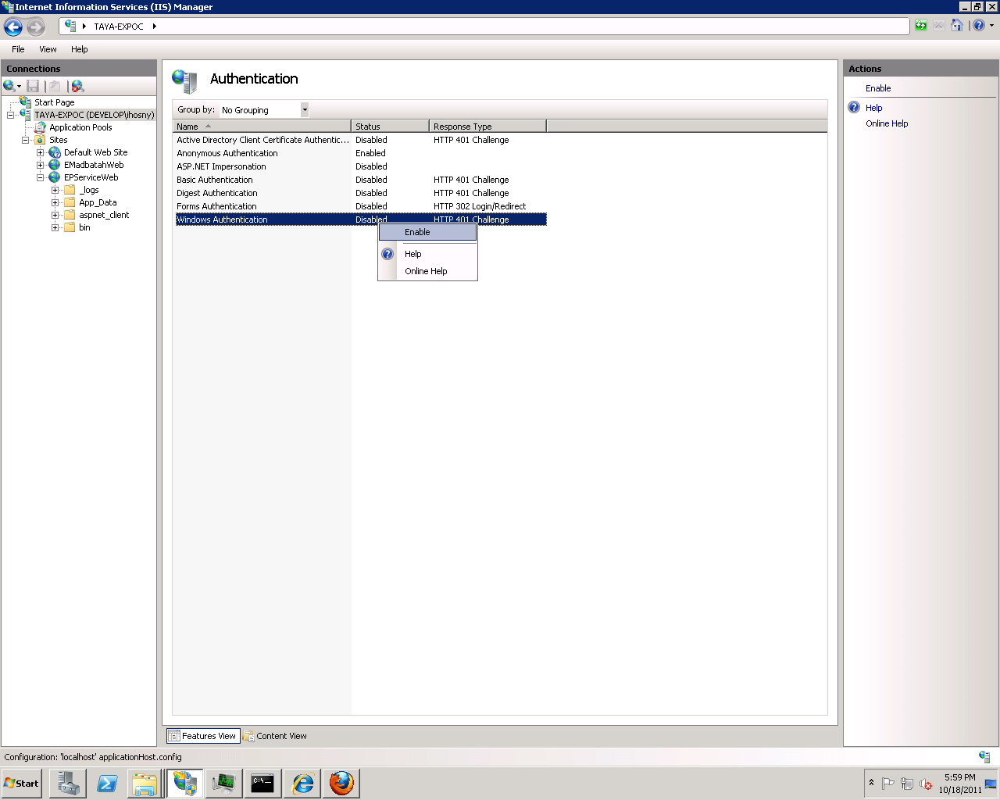 Internet Information Services (IIS) Manager
TAYA-EXPOC
File View Help
Connections
Start Page
TAYA-EXPOC (DEVELOP\ihosny)
Application Pools
Sites
Default Web Site
EMadbatahWeb
EPServiceWeb
_logs
App_Data
aspnet_client
bin
Authentication
Group by: No Grouping
Name Status Response Type
Active Directory Client Certificate Authentic... Disabled HTTP 401 Challenge
Anonymous Authentication Enabled
ASP.NET Impersonation Disabled
Basic Authentication Disabled HTTP 401 Challenge
Digest Authentication Disabled HTTP 401 Challenge
Forms Authentication Disabled HTTP 302 Login/Redirect
Windows Authentication Disabled HTTP 401 Challenge
Enable
Help
Online Help
Features View Content View
Actions
Enable
Help
Online Help
Configuration: 'localhost' applicationHost.config
Start
C:\.
5:59 PM
10/18/2011